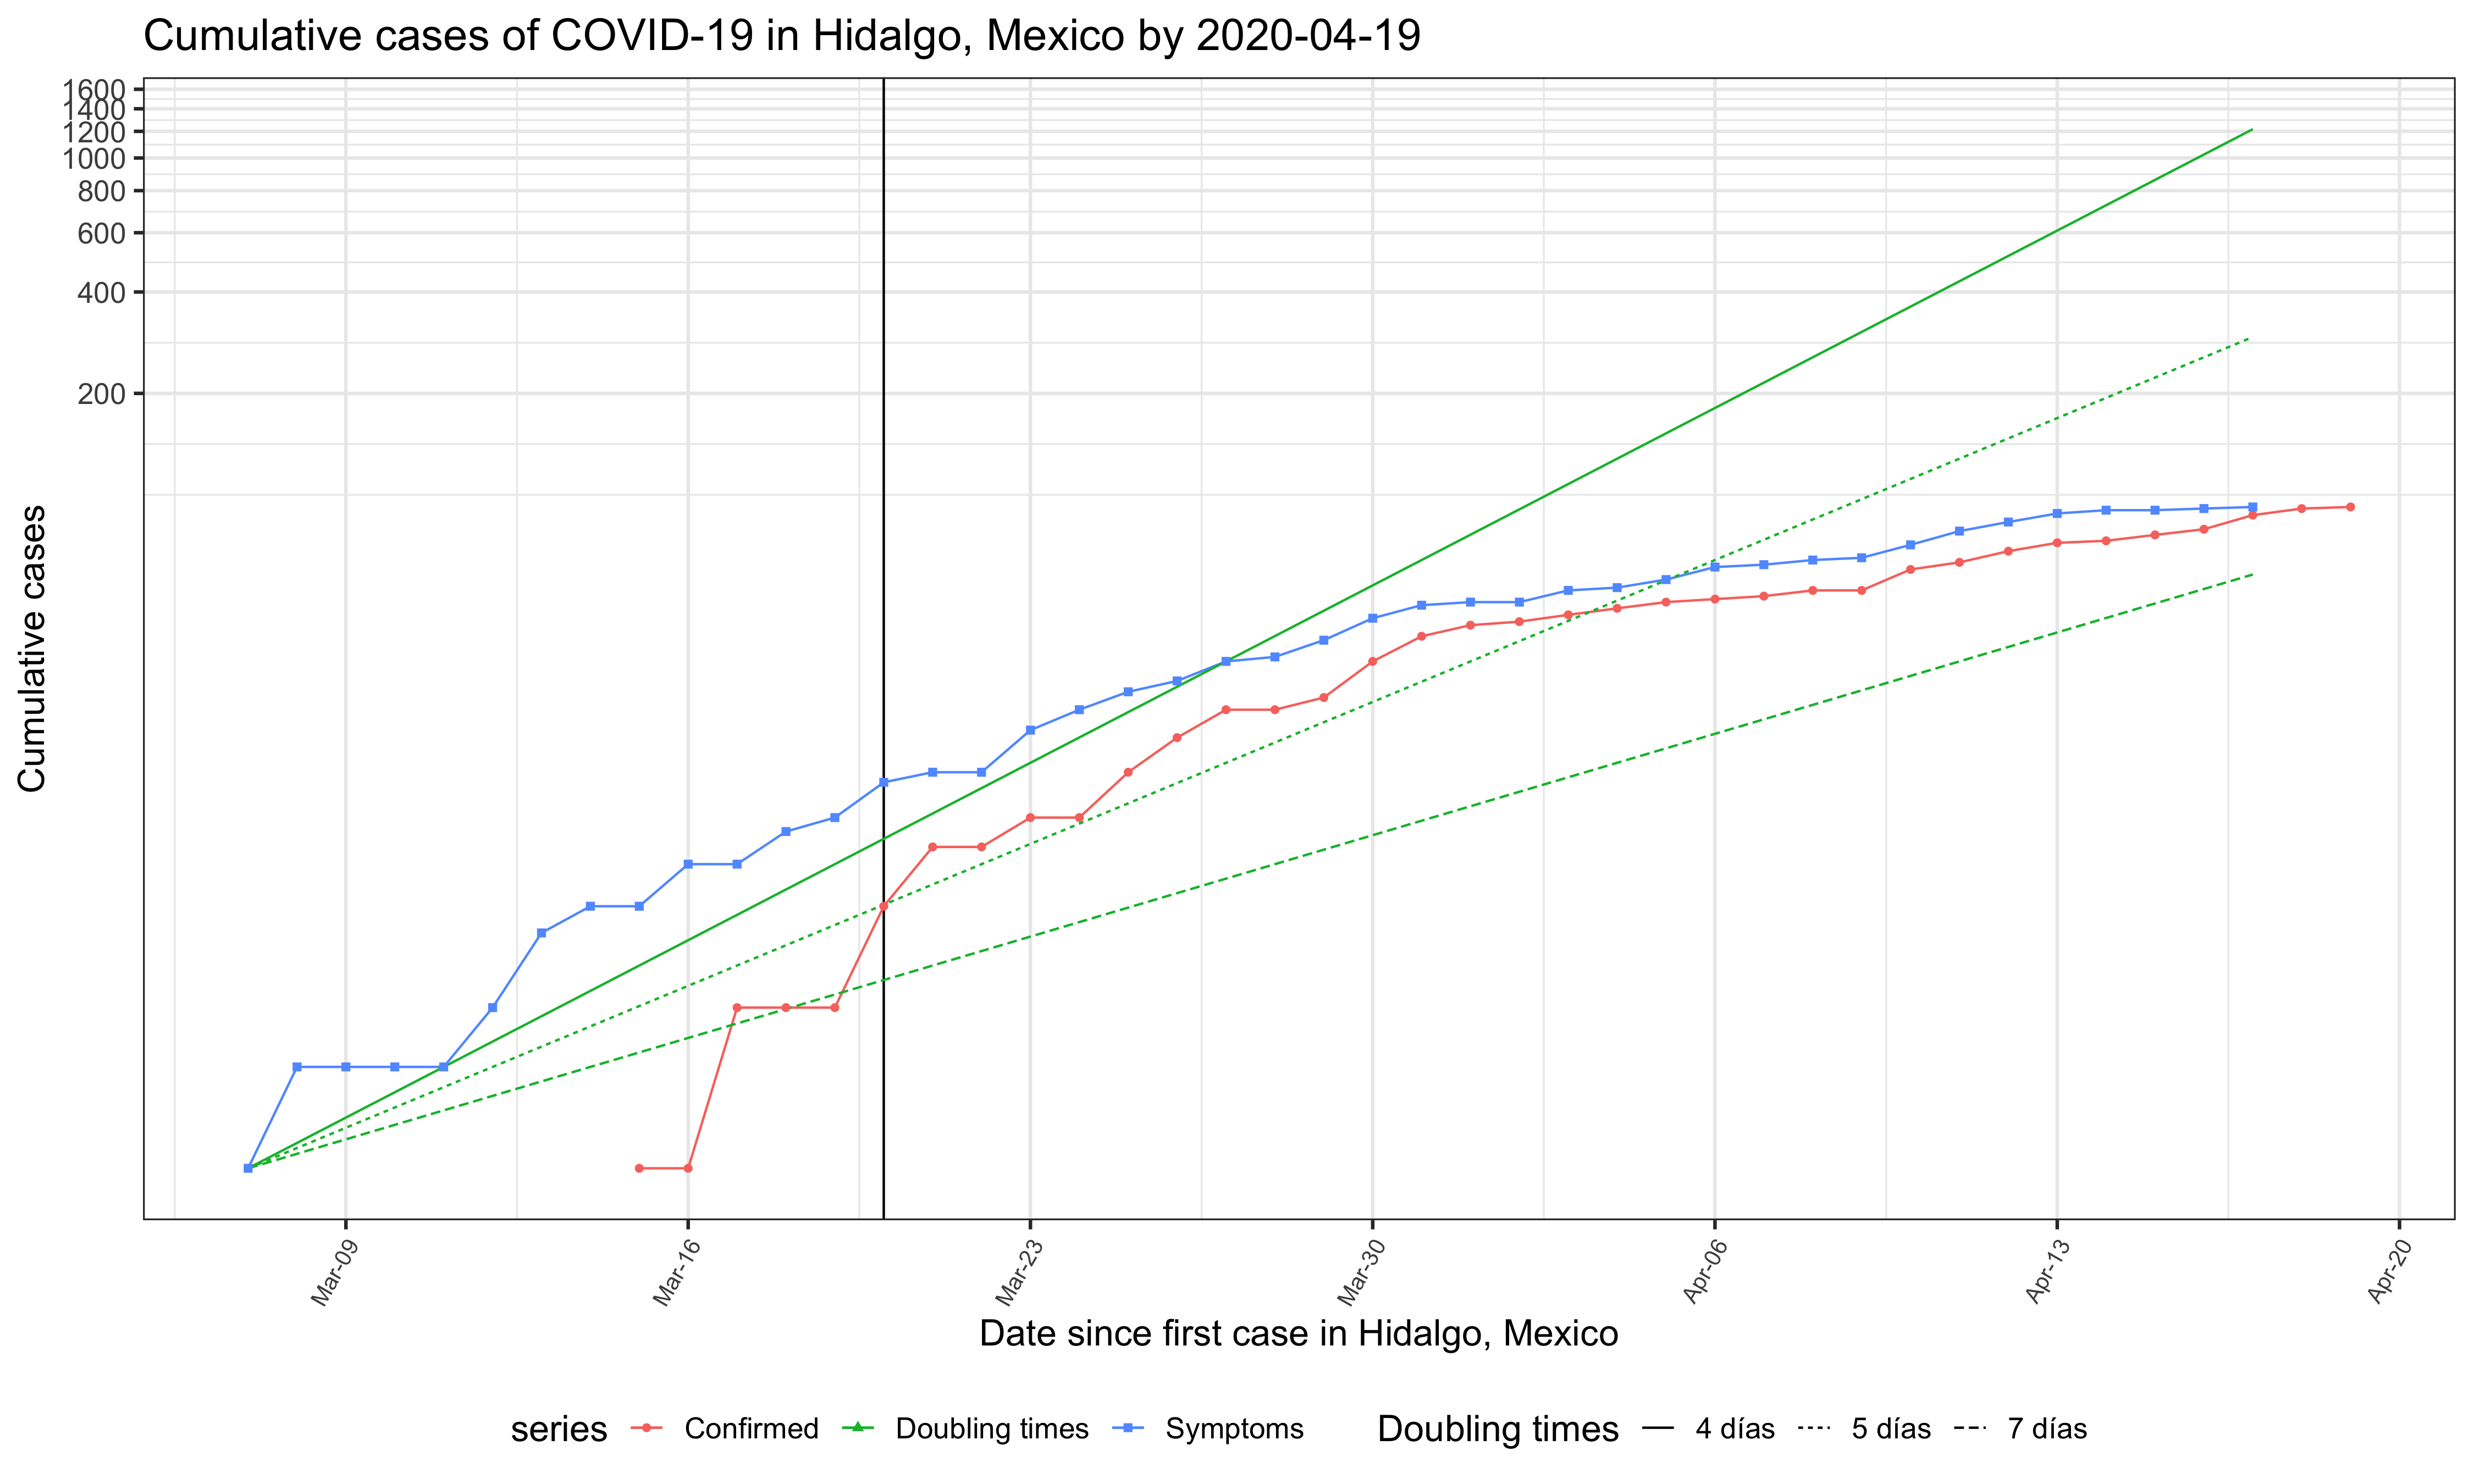 Cumulative cases of COVID-19 in Hidalgo, Mexico by 2020-04-19
1600
1400
1200
1000
800
600
400
200
Cumulative cases
Mar-09
Mar-16
Mar-23
Mar-30
Apr-06
Apr-13
Apr-20
Date since first case in Hidalgo, Mexico
series Confirmed Doubling times Symptoms Doubling times 4 días 5 días 7 días